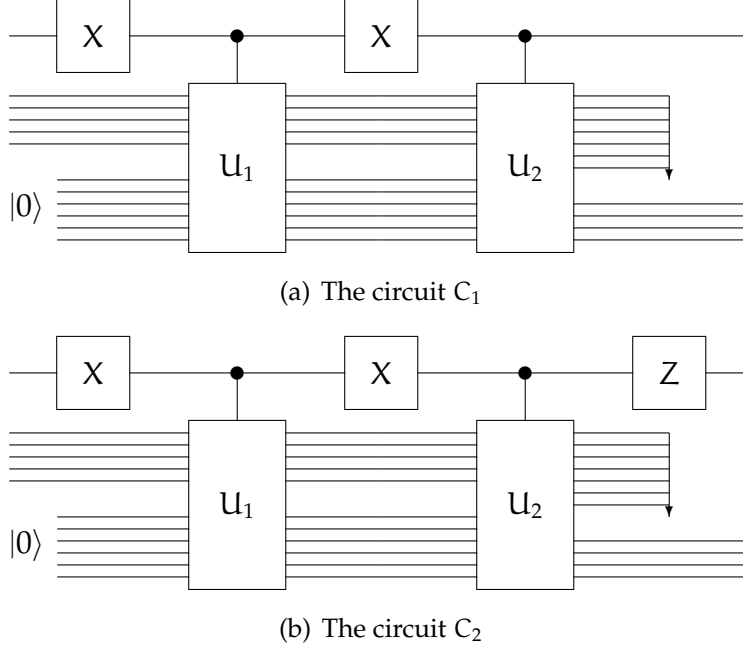 X X
U₁ U₂
|0⟩
(a) The circuit C₁
X X Z
U₁ U₂
|0⟩
(b) The circuit C₂